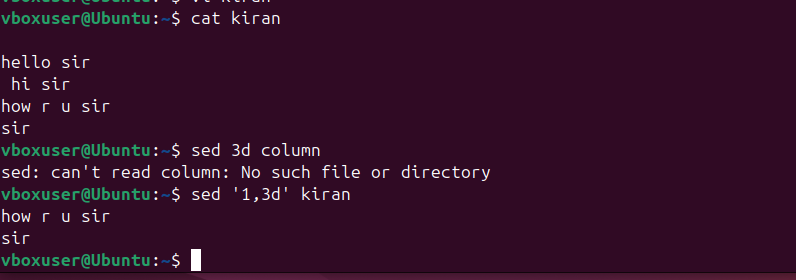 vboxuser@Ubuntu:~$ cat kiran

hello sir
 hi sir
how r u sir
sir
vboxuser@Ubuntu:~$ sed 3d column
sed: can't read column: No such file or directory
vboxuser@Ubuntu:~$ sed '1,3d' kiran
how r u sir
sir
vboxuser@Ubuntu:~$